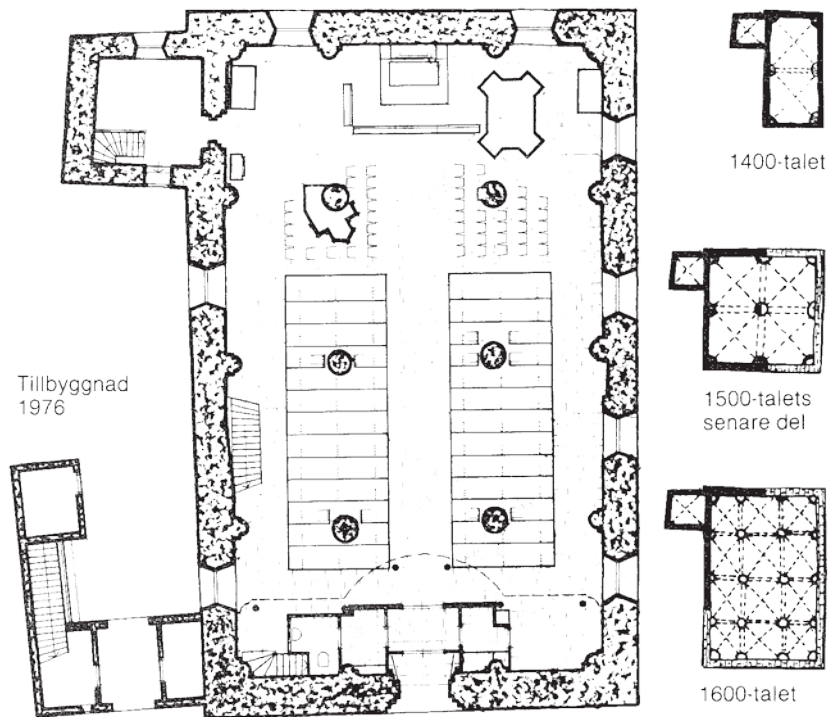 1400-talet
Tillbyggnad
1976
1500-talets
senare del
1600-talet